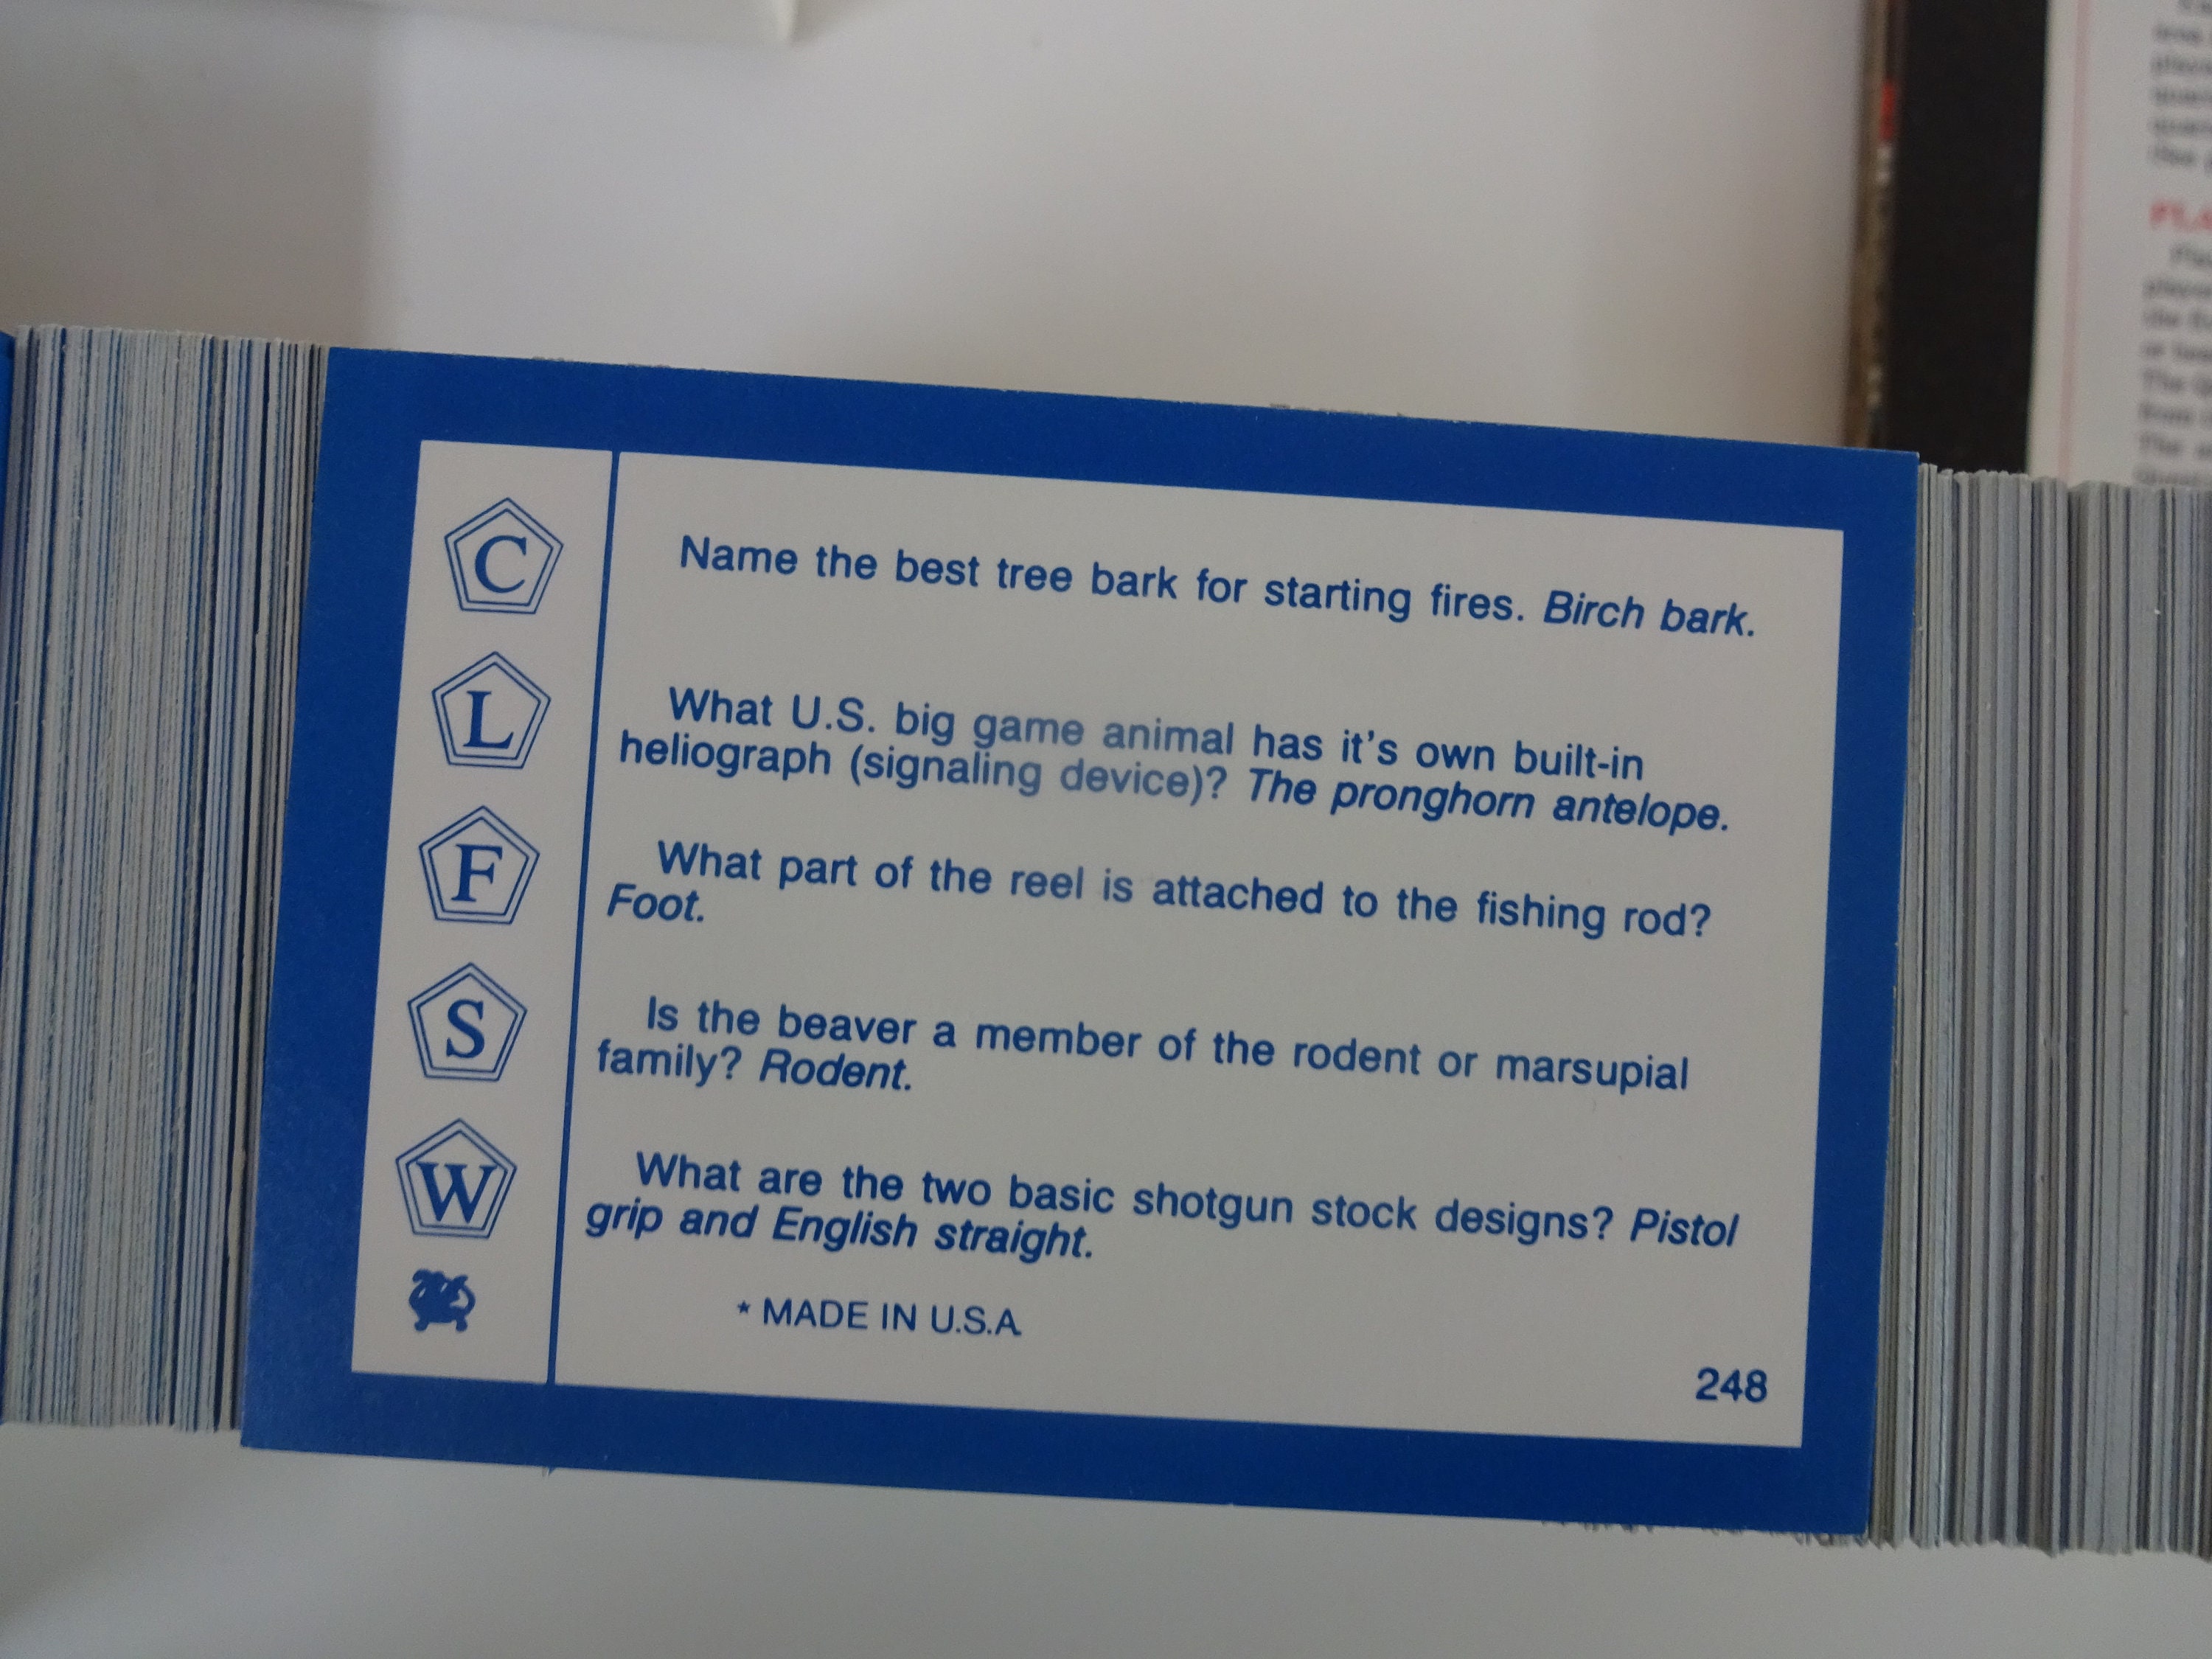 C
Name the best tree bark for starting fires. Birch bark.
L
What U.S. big game animal has it's own built-in
heliograph (signaling device)? The pronghorn antelope.
F
What part of the reel is attached to the fishing rod?
Foot.
S
Is the beaver a member of the rodent or marsupial
family? Rodent.
W
What are the two basic shotgun stock designs? Pistol
grip and English straight.
* MADE IN U.S.A.
248